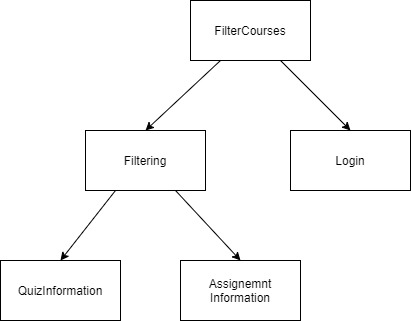 FilterCourses
Filtering
Login
QuizInformation
Assignemnt
Information